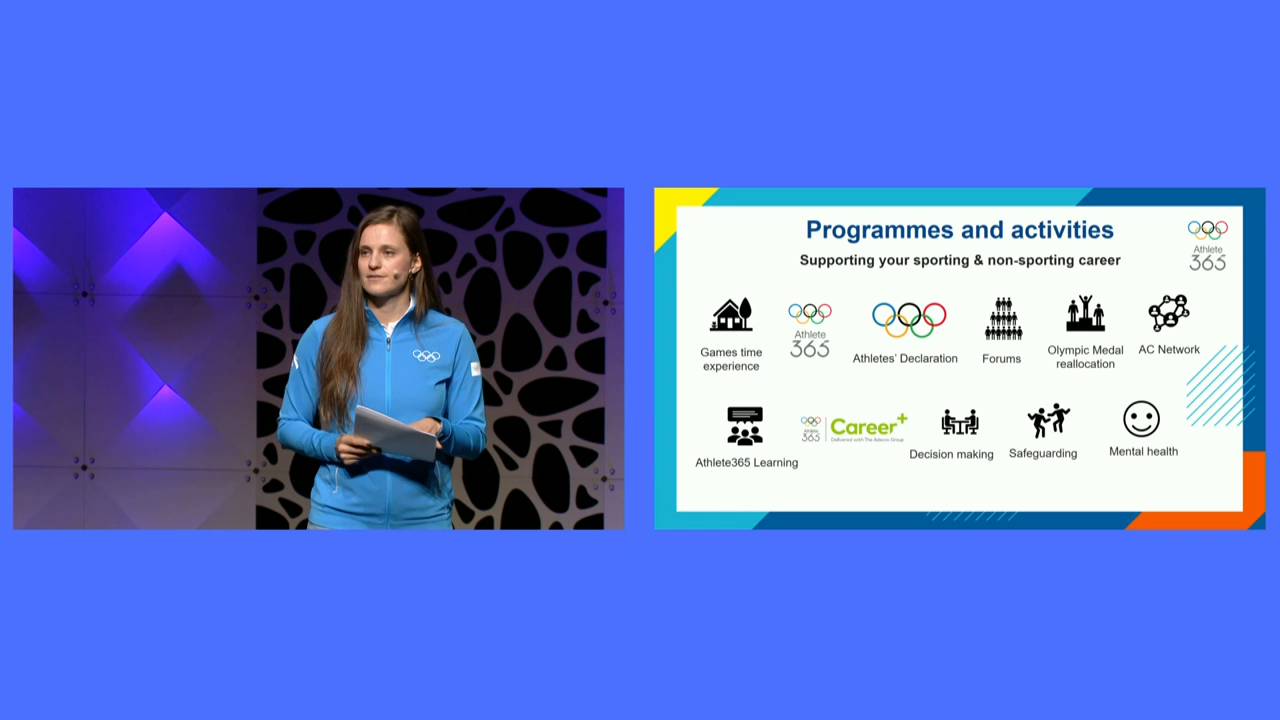 Programmes and activities
Supporting your sporting & non-sporting career
Athlete
365
Games time
experience
Athlete
365
Athletes' Declaration
Forums
Olympic Medal
reallocation
AC Network
Athlete365 Learning
Athlete
365
Career+
Delivered with The Adecco Group
Decision making
Safeguarding
Mental health